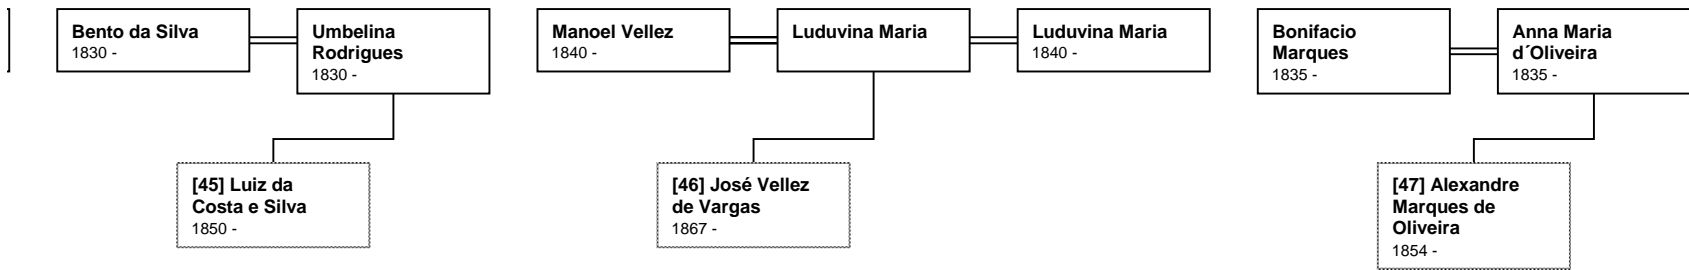 Bento da Silva
1830 -
Umbelina
Rodrigues
1830 -
Manoel Vellez
1840 -
Luduvina Maria
Luduvina Maria
1840 -
Bonifacio
Marques
1835 -
Anna Maria
d´Oliveira
1835 -
[45] Luiz da
Costa e Silva
1850 -
[46] José Vellez
de Vargas
1867 -
[47] Alexandre
Marques de
Oliveira
1854 -